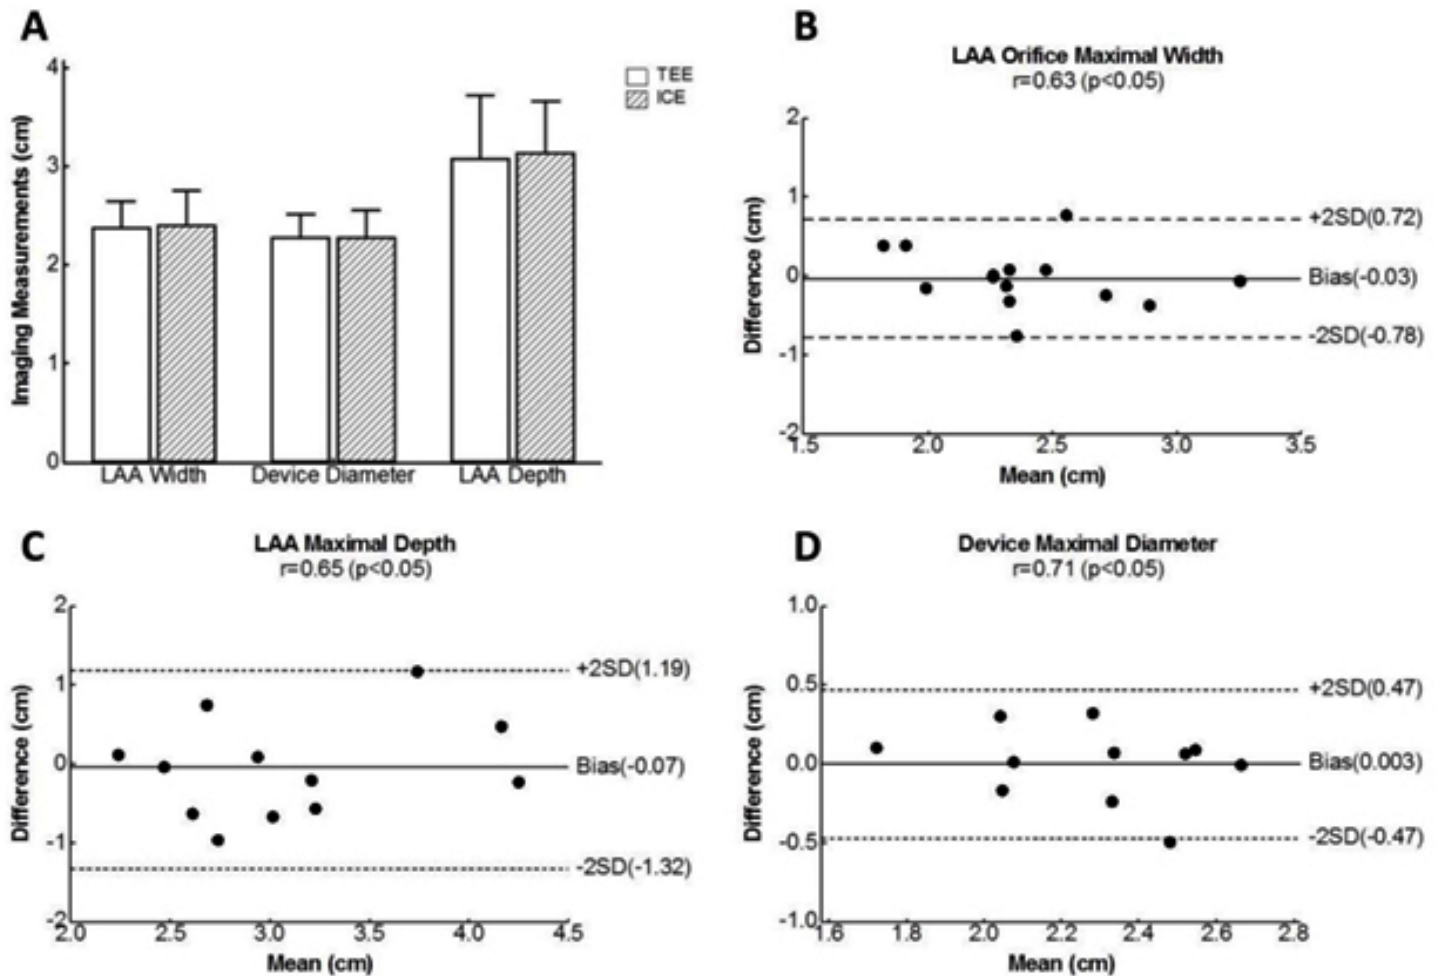 A
4
3
2
1
0
Imaging Measurements (cm)
LAA Width
Device Diameter
LAA Depth
TEE
ICE
B
LAA Orifice Maximal Width
r=0.63 (p<0.05)
2
1
0
-1
-2
Difference (cm)
+2SD(0.72)
Bias(-0.03)
-2SD(-0.78)
1.5 2.0 2.5 3.0 3.5
Mean (cm)
C
LAA Maximal Depth
r=0.65 (p<0.05)
2
1
0
-1
-2
Difference (cm)
+2SD(1.19)
Bias(-0.07)
-2SD(-1.32)
2.0 2.5 3.0 3.5 4.0 4.5
Mean (cm)
D
Device Maximal Diameter
r=0.71 (p<0.05)
1.0
0.5
0.0
-0.5
-1.0
Difference (cm)
+2SD(0.47)
Bias(0.003)
-2SD(-0.47)
1.6 1.8 2.0 2.2 2.4 2.6 2.8
Mean (cm)